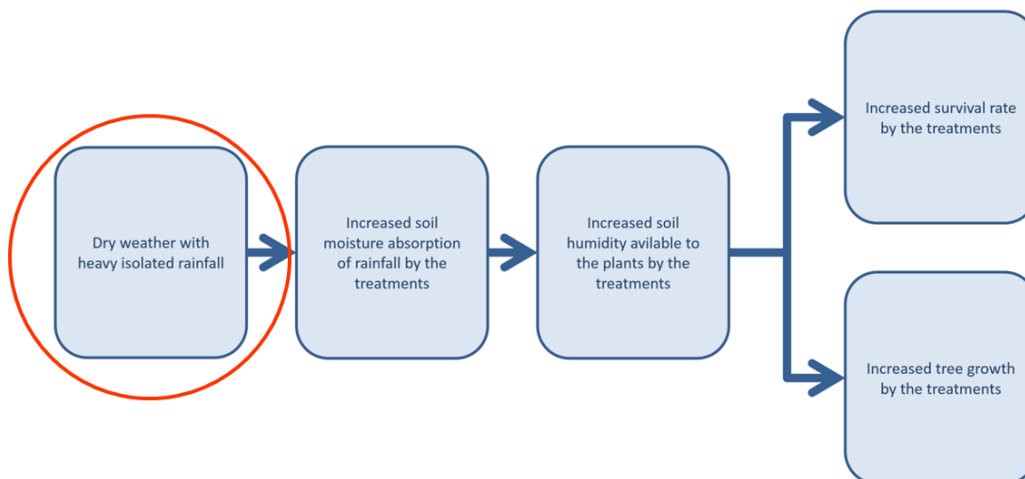 Dry weather with
heavy isolated rainfall
Increased soil
moisture absorption
of rainfall by the
treatments
Increased soil
humidity avilable to
the plants by the
treatments
Increased survival rate
by the treatments
Increased tree growth
by the treatments